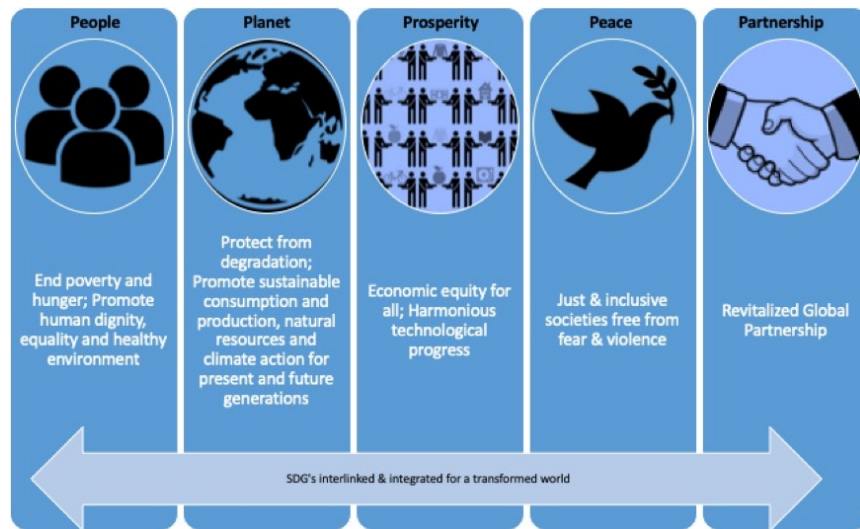 People
Planet
Prosperity
Peace
Partnership
End poverty and
hunger; Promote
human dignity,
equality and healthy
environment
Protect from
degradation;
Promote sustainable
consumption and
production, natural
resources and
climate action for
present and future
generations
Economic equity for
all; Harmonious
technological
progress
Just & inclusive
societies free from
fear & violence
Revitalized Global
Partnership
SDG's interlinked & integrated for a transformed world